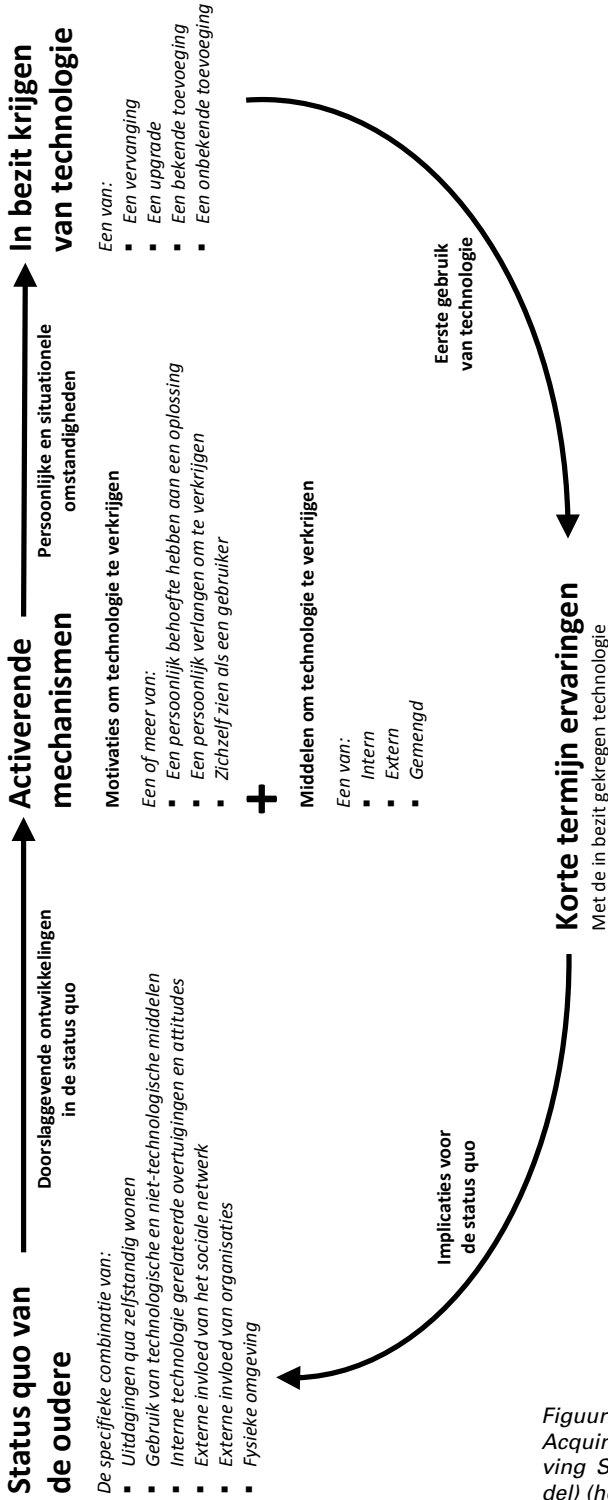 Status quo van
de oudere
De specifieke combinatie van:
▪ Uitdagingen qua zelfstandig wonen
▪ Gebruik van technologische en niet-technologische middelen
▪ Interne technologie gerelateerde overtuigingen en attitudes
▪ Externe invloed van het sociale netwerk
▪ Externe invloed van organisaties
▪ Fysieke omgeving
Doorslaggevende ontwikkelingen
in de status quo
Activerende
mechanismen
Motivaties om technologie te verkrijgen
Een of meer van:
▪ Een persoonlijk behoefte hebben aan een oplossing
▪ Een persoonlijk verlangen om te verkrijgen
▪ Zichzelf zien als een gebruiker
+
Middelen om technologie te verkrijgen
Een van:
▪ Intern
▪ Extern
▪ Gemengd
Persoonlijke en situationele
omstandigheden
In bezit krijgen
van technologie
Een van:
▪ Een vervanging
▪ Een upgrade
▪ Een bekende toevoeging
▪ Een onbekende toevoeging
Eerste gebruik
van technologie
Korte termijn ervaringen
Met de in bezit gekregen technologie
Implicaties voor
de status quo
Figuur
Acquir
ving S
del) (h